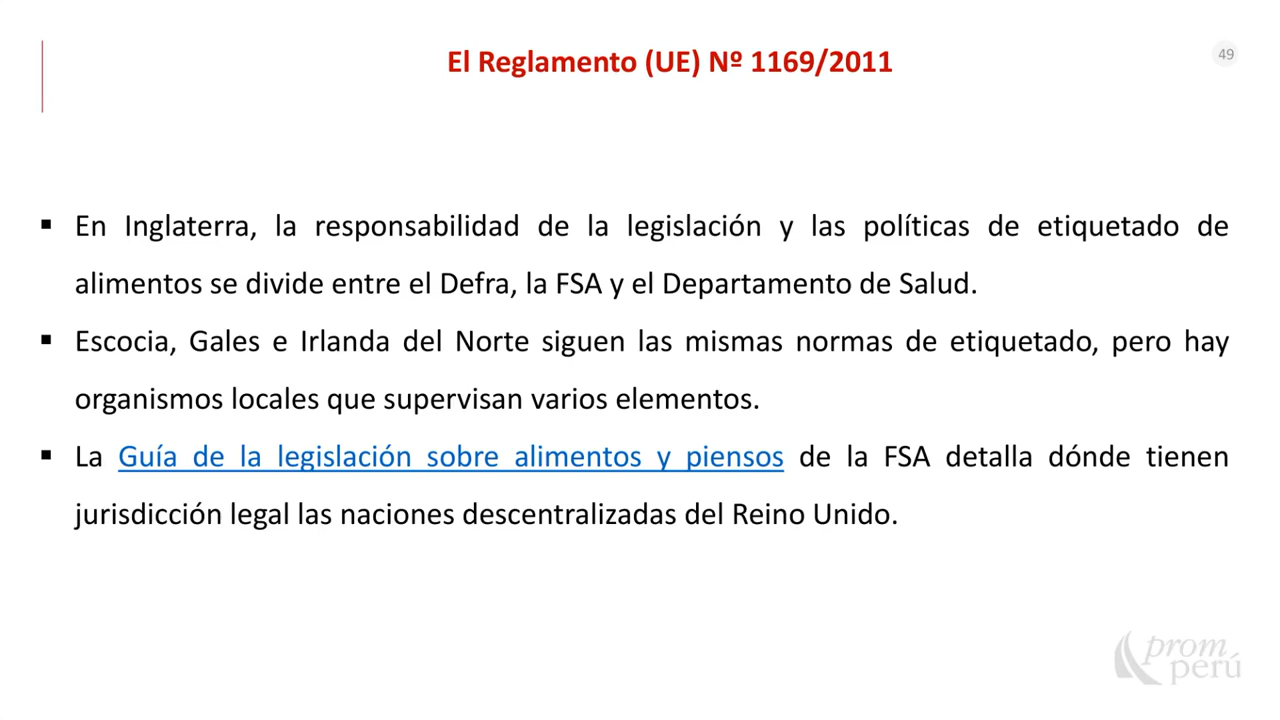 El Reglamento (UE) Nº 1169/2011
49
▪ En Inglaterra, la responsabilidad de la legislación y las políticas de etiquetado de
alimentos se divide entre el Defra, la FSA y el Departamento de Salud.
▪ Escocia, Gales e Irlanda del Norte siguen las mismas normas de etiquetado, pero hay
organismos locales que supervisan varios elementos.
▪ La Guía de la legislación sobre alimentos y piensos de la FSA detalla dónde tienen
jurisdicción legal las naciones descentralizadas del Reino Unido.
prom
perú